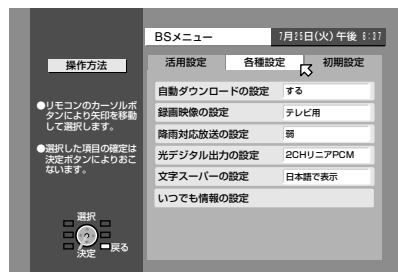 BSメニュー
7月25日(火)午後 6:37
操作方法
活用設定 各種設定 初期設定
●リモコンのカーソルボ
タンにより矢印を移動
して選択します。
●選択した項目の確定は
決定ボタンによりおこ
ないます。
自動ダウンロードの設定 する
録画映像の設定 テレビ用
降雨対応放送の設定 弱
光デジタル出力の設定 2CHリニアPCM
文字スーパーの設定 日本語で表示
いつでも情報の設定
選択
戻る
決定